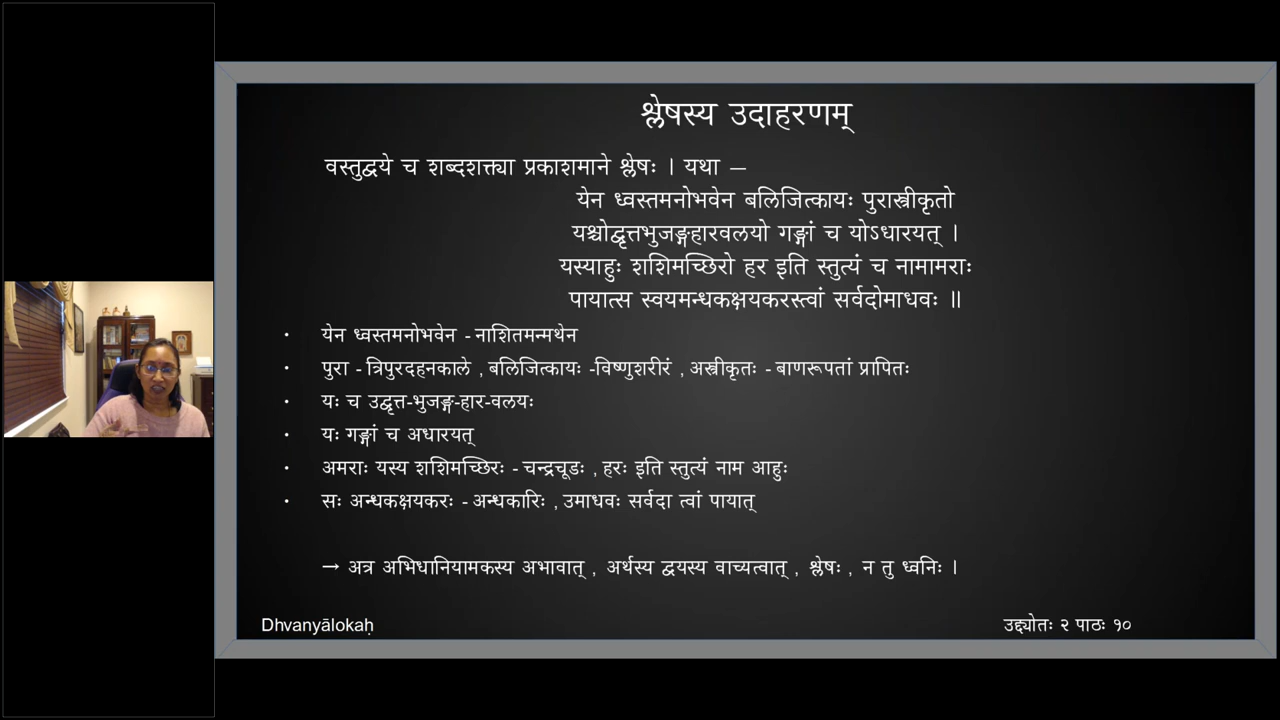 श्लेषस्य उदाहरणम्
वस्तुद्वये च शब्दशक्त्या प्रकाशमाने श्लेषः । यथा –
येन ध्वस्तमनोभवेन बलिजित्कायः पुरास्त्रीकृतो
यश्चोद्वृत्तभुजङ्गहारवलयो गङ्गां च योऽधारयत् ।
यस्याहुः शशिमच्छिरो हर इति स्तुत्यं च नामामराः
पायात्स स्वयमन्धकक्षयकरस्त्वां सर्वदोमाधवः ॥
• येन ध्वस्तमनोभवेन - नाशितमन्मथेन
• पुरा - त्रिपुरदहनकाले , बलिजित्कायः -विष्णुशरीरं , अस्त्रीकृतः - बाणरूपतां प्रापितः
• यः च उद्वृत्त-भुजङ्ग-हार-वलयः
• यः गङ्गां च अधारयत्
• अमराः यस्य शशिमच्छिरः - चन्द्रचूडः , हरः इति स्तुत्यं नाम आहुः
• सः अन्धकक्षयकरः - अन्धकारिः , उमाधवः सर्वदा त्वां पायात्
→ अत्र अभिधानियामकस्य अभावात् , अर्थस्य द्वयस्य वाच्यत्वात् , श्लेषः , न तु ध्वनिः ।
Dhvanyālokaḥ
उद्द्योतः २ पाठः १०